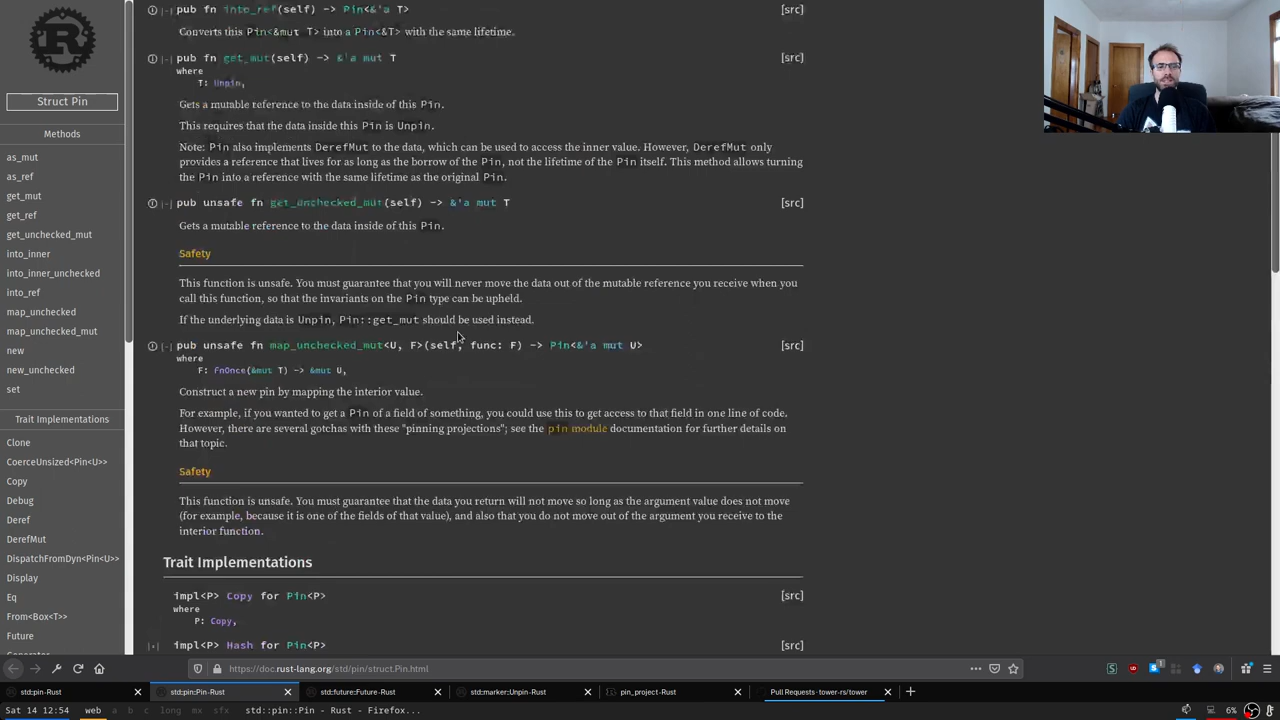 pub fn into_ref(self) -> Pin<&'a T>
[src]
Converts this Pin<&mut T> into a Pin<&T> with the same lifetime.
pub fn get_mut(self) -> &'a mut T
[src]
where
T: Unpin,
Gets a mutable reference to the data inside of this Pin.
This requires that the data inside this Pin is Unpin.
Note: Pin also implements DerefMut to the data, which can be used to access the inner value. However, DerefMut only
provides a reference that lives for as long as the borrow of the Pin, not the lifetime of the Pin itself. This method allows turning
the Pin into a reference with the same lifetime as the original Pin.
pub unsafe fn get_unchecked_mut(self) -> &'a mut T
[src]
Gets a mutable reference to the data inside of this Pin.
Safety
This function is unsafe. You must guarantee that you will never move the data out of the mutable reference you receive when you
call this function, so that the invariants on the Pin type can be upheld.
If the underlying data is Unpin, Pin::get_mut should be used instead.
pub unsafe fn map_unchecked_mut<U, F>(self, func: F) -> Pin<&'a mut U>
[src]
where
F: FnOnce(&mut T) -> &mut U,
Construct a new pin by mapping the interior value.
For example, if you wanted to get a Pin of a field of something, you could use this to get access to that field in one line of code.
However, there are several gotchas with these "pinning projections"; see the pin module documentation for further details on
that topic.
Safety
This function is unsafe. You must guarantee that the data you return will not move so long as the argument value does not move
(for example, because it is one of the fields of that value), and also that you do not move out of the argument you receive to the
interior function.
Trait Implementations
impl<P> Copy for Pin<P>
[src]
where
P: Copy,
impl<P> Hash for Pin<P>
[src]
Struct Pin
Methods
as_mut
as_ref
get_mut
get_ref
get_unchecked_mut
into_inner
into_inner_unchecked
into_ref
map_unchecked
map_unchecked_mut
new
new_unchecked
set
Trait Implementations
Clone
CoerceUnsized<Pin<U>>
Copy
Debug
Deref
DerefMut
DispatchFromDyn<Pin<U>>
Display
Eq
From<Box<T>>
Future
Generator
https://doc.rust-lang.org/std/pin/struct.Pin.html
std::pin - Rust
std::pin::Pin - Rust
std::future::Future - Rust
std::marker::Unpin - Rust
pin_project - Rust
Pull Requests · tower-rs/tower
Sat 14 12:54 web a b c long mx sfx std::pin::Pin - Rust - Firefox...
6%